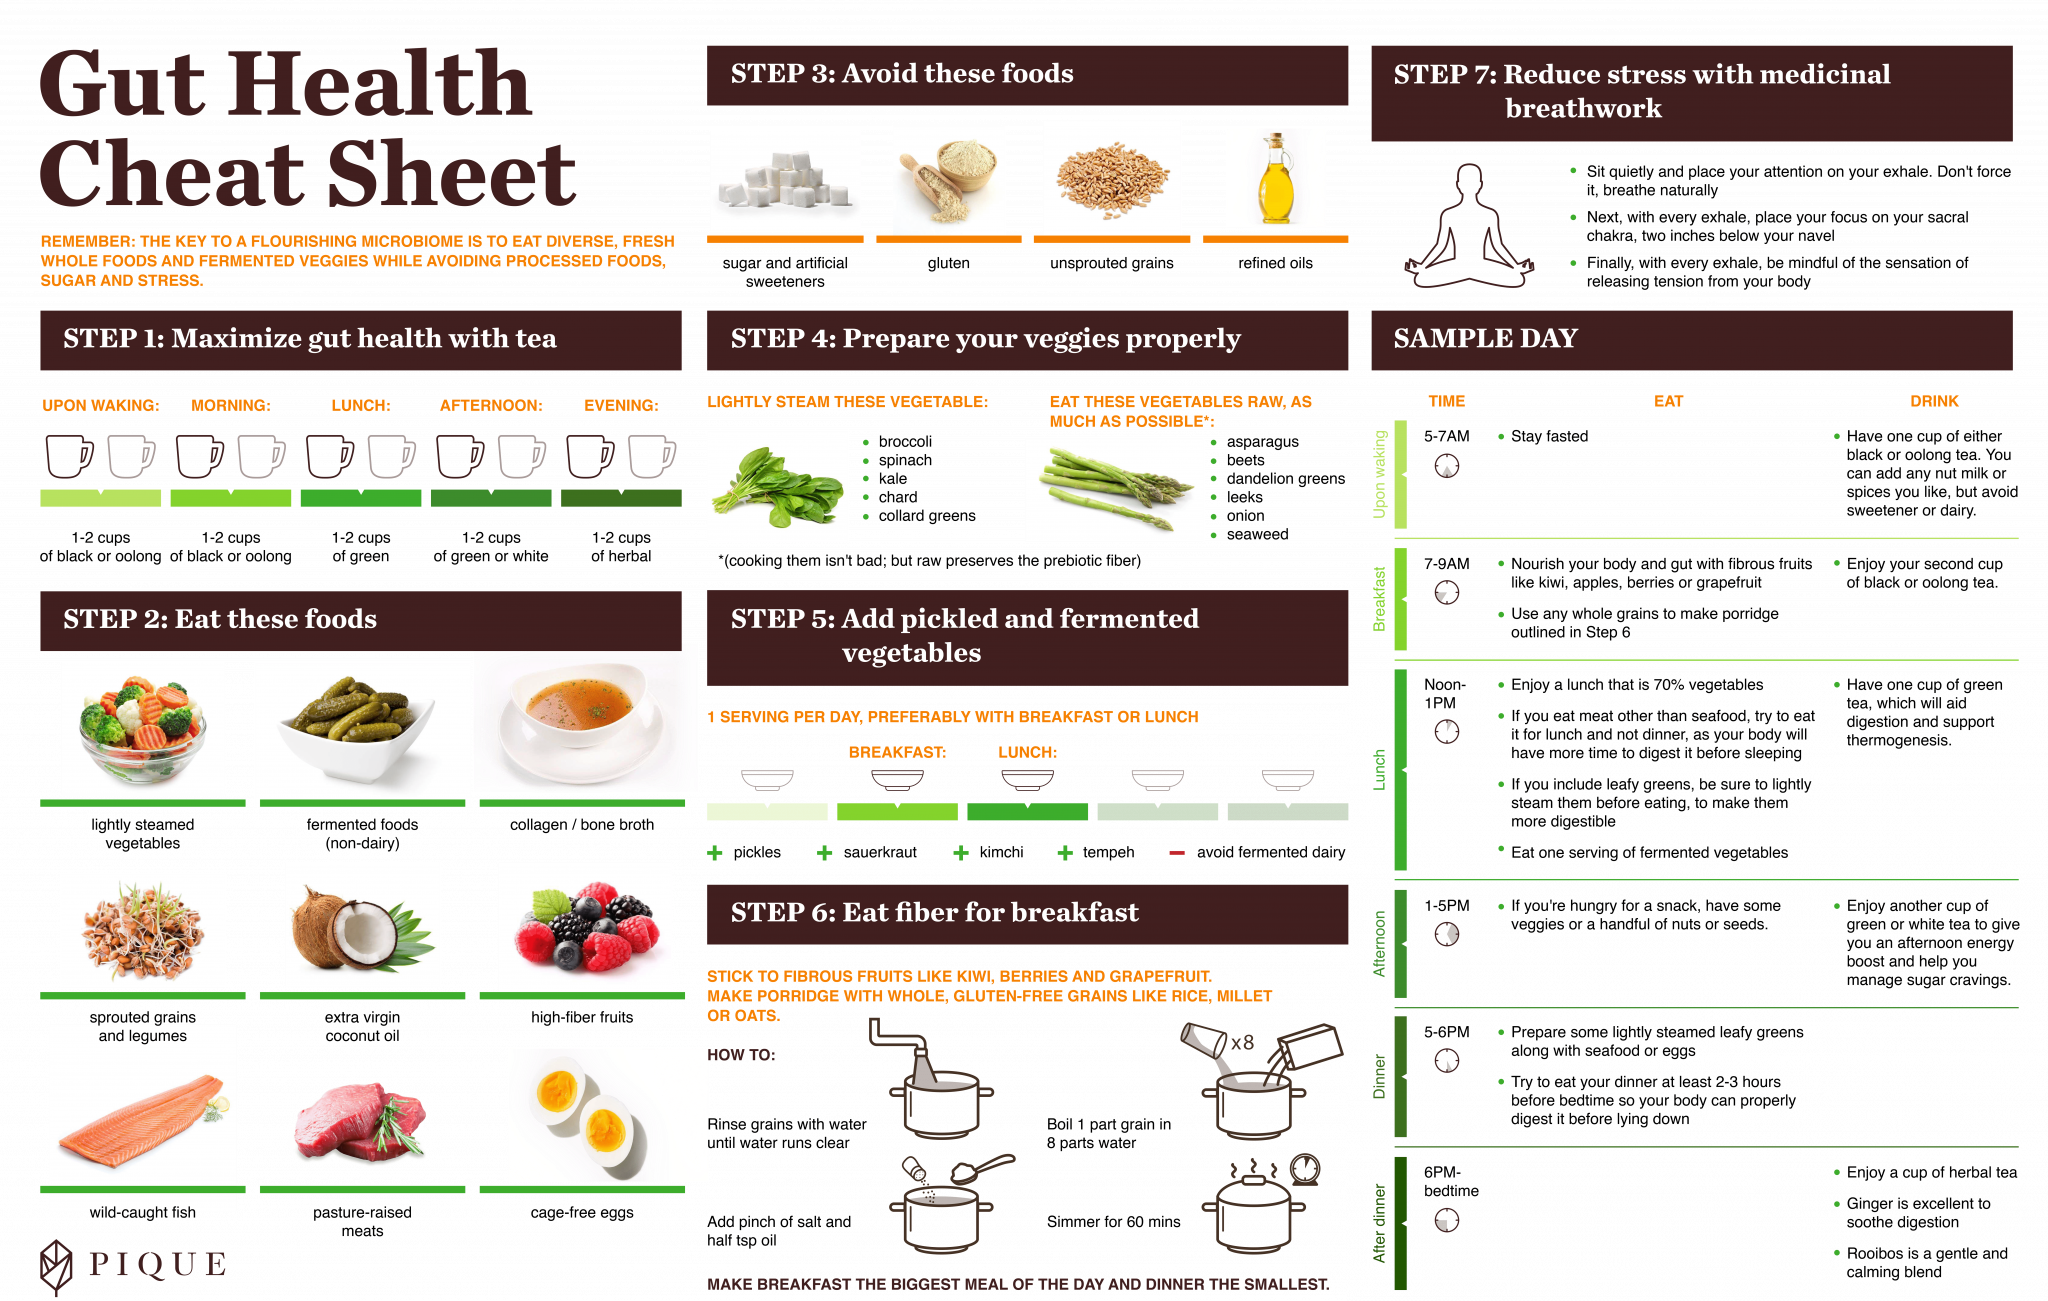 Gut Health
Cheat Sheet
REMEMBER: THE KEY TO A FLOURISHING MICROBIOME IS TO EAT DIVERSE, FRESH
WHOLE FOODS AND FERMENTED VEGGIES WHILE AVOIDING PROCESSED FOODS,
SUGAR AND STRESS.
STEP 1: Maximize gut health with tea
UPON WAKING: MORNING: LUNCH: AFTERNOON: EVENING:
1-2 cups 1-2 cups 1-2 cups 1-2 cups 1-2 cups
of black or oolong of black or oolong of green of green or white of herbal
STEP 2: Eat these foods
lightly steamed
vegetables
fermented foods
(non-dairy)
collagen / bone broth
sprouted grains
and legumes
extra virgin
coconut oil
high-fiber fruits
wild-caught fish
pasture-raised
meats
cage-free eggs
PIQUE
STEP 3: Avoid these foods
sugar and artificial
sweeteners
gluten
unsprouted grains
refined oils
STEP 4: Prepare your veggies properly
LIGHTLY STEAM THESE VEGETABLE:
• broccoli
• spinach
• kale
• chard
• collard greens
EAT THESE VEGETABLES RAW, AS
MUCH AS POSSIBLE*:
• asparagus
• beets
• dandelion greens
• leeks
• onion
• seaweed
*(cooking them isn't bad; but raw preserves the prebiotic fiber)
STEP 5: Add pickled and fermented
vegetables
1 SERVING PER DAY, PREFERABLY WITH BREAKFAST OR LUNCH
BREAKFAST: LUNCH:
+ pickles + sauerkraut + kimchi + tempeh − avoid fermented dairy
STEP 6: Eat fiber for breakfast
STICK TO FIBROUS FRUITS LIKE KIWI, BERRIES AND GRAPEFRUIT.
MAKE PORRIDGE WITH WHOLE, GLUTEN-FREE GRAINS LIKE RICE, MILLET
OR OATS.
HOW TO:
Rinse grains with water
until water runs clear
x8
Boil 1 part grain in
8 parts water
Add pinch of salt and
half tsp oil
Simmer for 60 mins
MAKE BREAKFAST THE BIGGEST MEAL OF THE DAY AND DINNER THE SMALLEST.
STEP 7: Reduce stress with medicinal
breathwork
• Sit quietly and place your attention on your exhale. Don't force
it, breathe naturally
• Next, with every exhale, place your focus on your sacral
chakra, two inches below your navel
• Finally, with every exhale, be mindful of the sensation of
releasing tension from your body
SAMPLE DAY
TIME EAT DRINK
Upon waking
5-7AM
• Stay fasted
• Have one cup of either
black or oolong tea. You
can add any nut milk or
spices you like, but avoid
sweetener or dairy.
Breakfast
7-9AM
• Nourish your body and gut with fibrous fruits
like kiwi, apples, berries or grapefruit
• Use any whole grains to make porridge
outlined in Step 6
• Enjoy your second cup
of black or oolong tea.
Lunch
Noon-
1PM
• Enjoy a lunch that is 70% vegetables
• If you eat meat other than seafood, try to eat
it for lunch and not dinner, as your body will
have more time to digest it before sleeping
• If you include leafy greens, be sure to lightly
steam them before eating, to make them
more digestible
• Eat one serving of fermented vegetables
• Have one cup of green
tea, which will aid
digestion and support
thermogenesis.
Afternoon
1-5PM
• If you're hungry for a snack, have some
veggies or a handful of nuts or seeds.
• Enjoy another cup of
green or white tea to give
you an afternoon energy
boost and help you
manage sugar cravings.
Dinner
5-6PM
• Prepare some lightly steamed leafy greens
along with seafood or eggs
• Try to eat your dinner at least 2-3 hours
before bedtime so your body can properly
digest it before lying down
After dinner
6PM-
bedtime
• Enjoy a cup of herbal tea
• Ginger is excellent to
soothe digestion
• Rooibos is a gentle and
calming blend